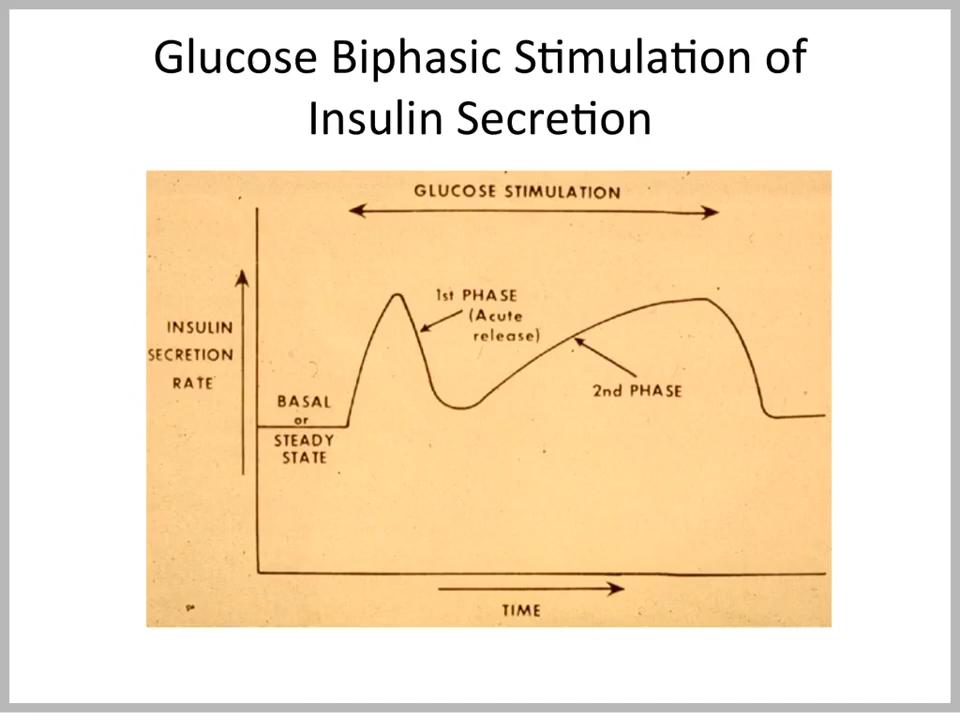 Glucose Biphasic Stimulation of
Insulin Secretion
GLUCOSE STIMULATION
1st PHASE
(Acute
release)
INSULIN
SECRETION
RATE
2nd PHASE
BASAL
or
STEADY
STATE
TIME